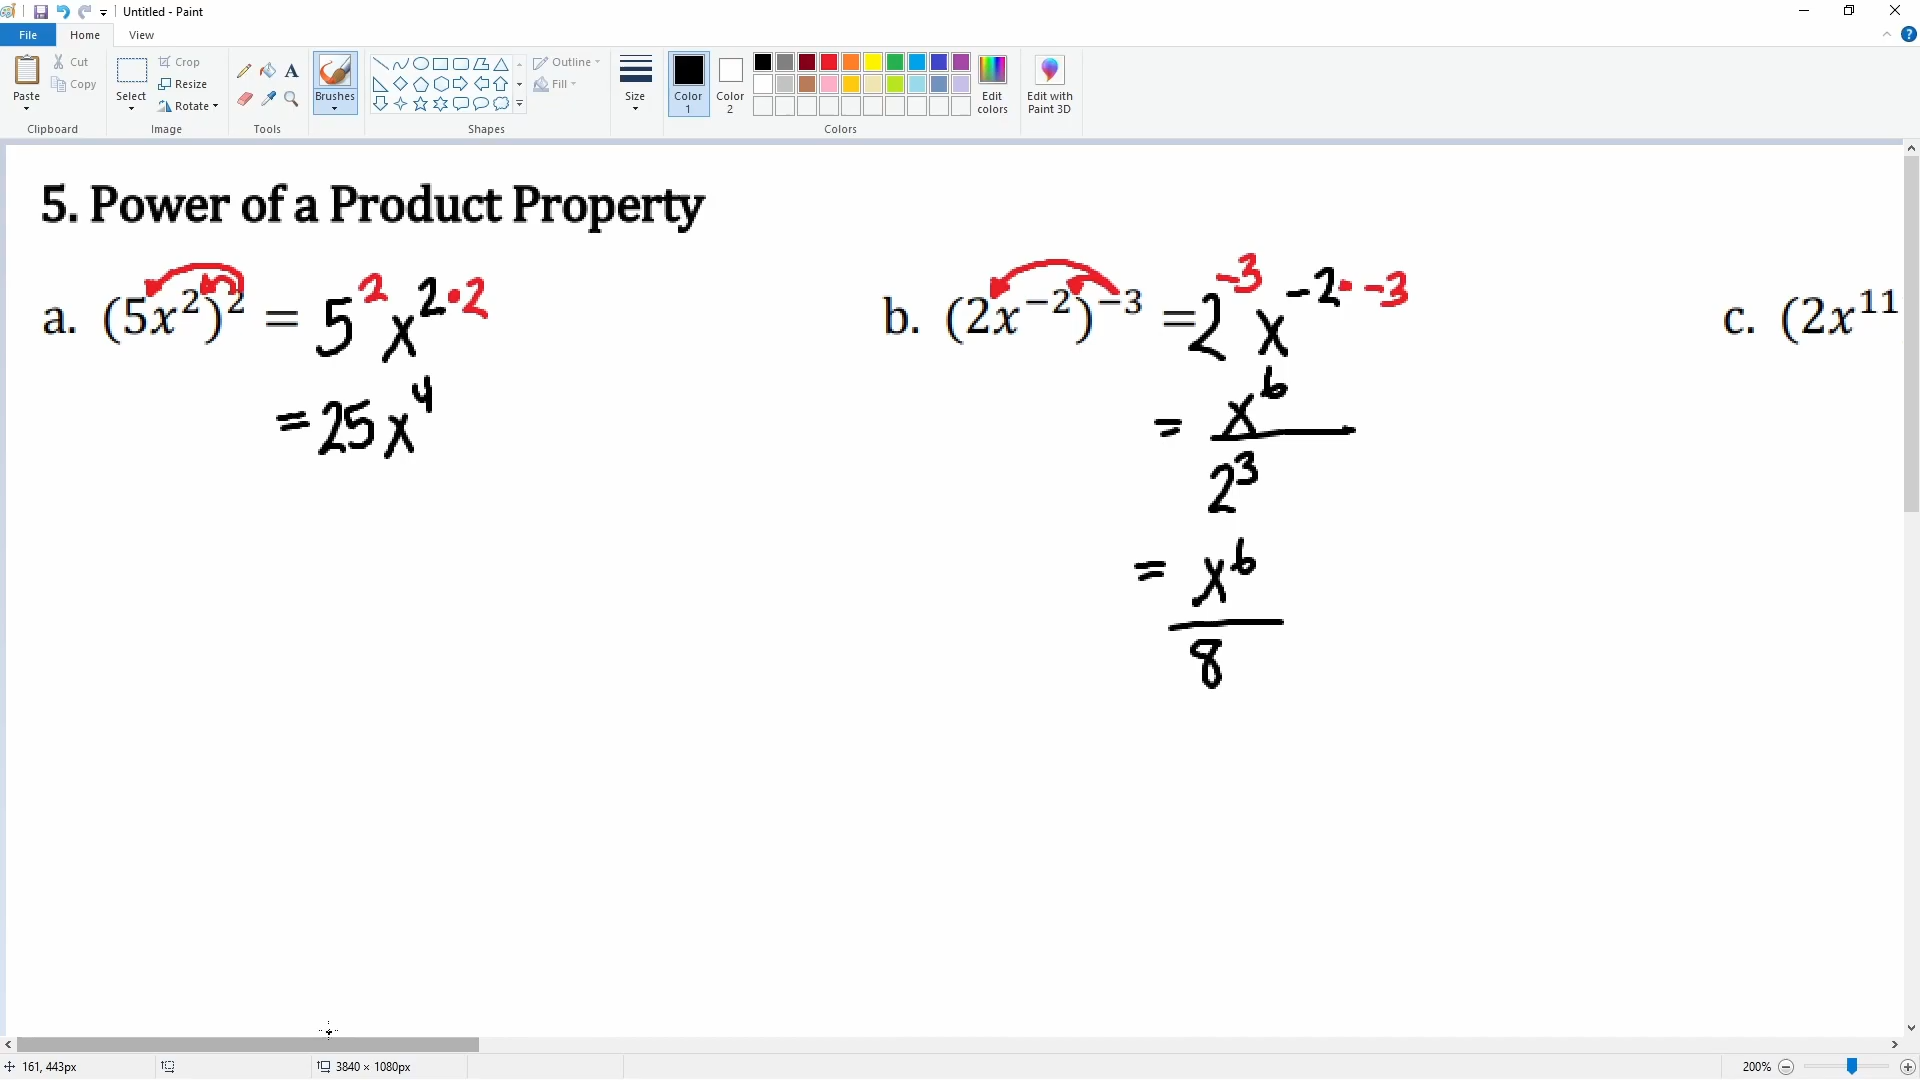 Untitled - Paint
File Home View
Paste Cut Copy Clipboard
Select Crop Resize Rotate Image
A Tools
Brushes
Shapes
Outline Fill
Size
Color 1 Color 2 Edit colors Colors
Edit with Paint 3D
5. Power of a Product Property
a. (5x²)² = 5² x²·²
= 25x⁴
b. (2x⁻²)⁻³ = 2⁻³ x⁻²·⁻³
= x⁶
2³
= x⁶
8
c. (2x¹¹
161, 443px 3840 × 1080px 200%